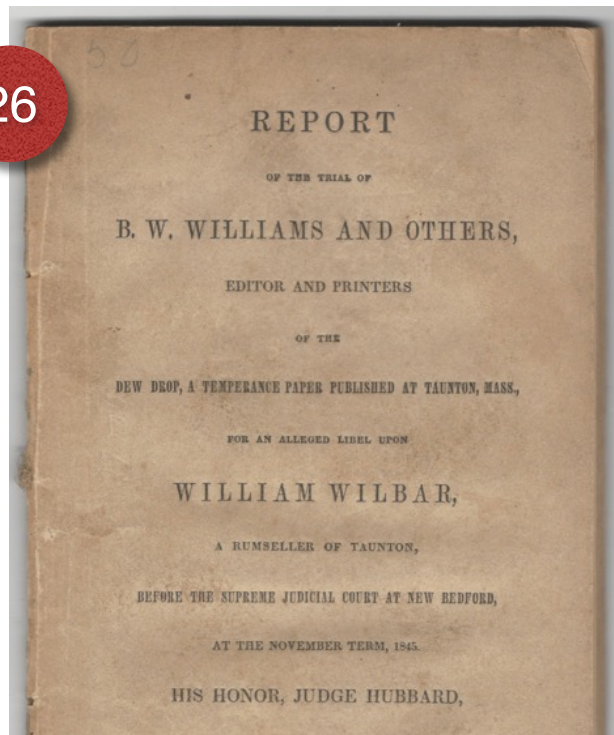 50
26
REPORT
OF THE TRIAL OF
B. W. WILLIAMS AND OTHERS,
EDITOR AND PRINTERS
OF THE
DEW DROP, A TEMPERANCE PAPER PUBLISHED AT TAUNTON, MASS.,
FOR AN ALLEGED LIBEL UPON
WILLIAM WILBAR,
A RUMSELLER OF TAUNTON,
BEFORE THE SUPREME JUDICIAL COURT AT NEW BEDFORD,
AT THE NOVEMBER TERM, 1845.
HIS HONOR, JUDGE HUBBARD,